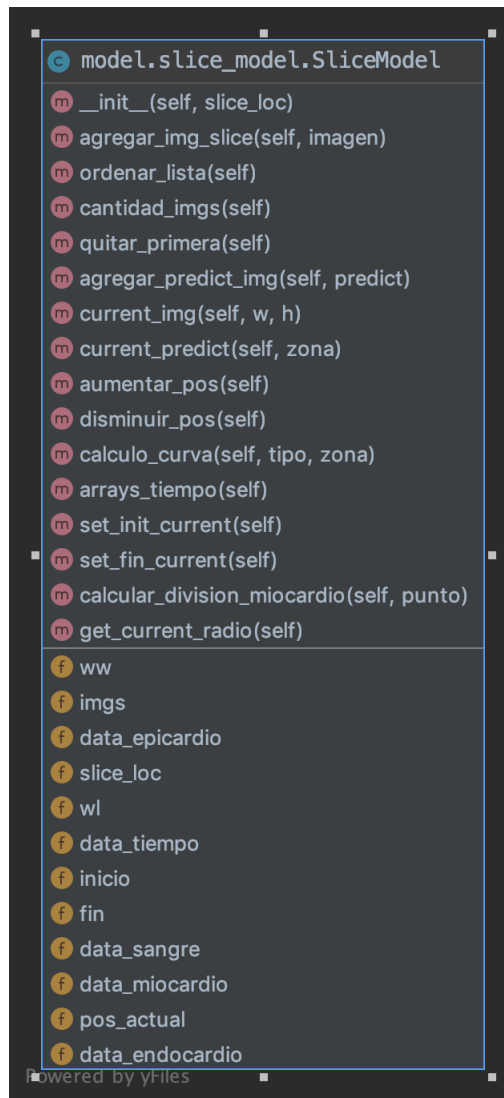 C model.slice_model.SliceModel
m __init__(self, slice_loc)
m agregar_img_slice(self, imagen)
m ordenar_lista(self)
m cantidad_imgs(self)
m quitar_primera(self)
m agregar_predict_img(self, predict)
m current_img(self, w, h)
m current_predict(self, zona)
m aumentar_pos(self)
m disminuir_pos(self)
m calculo_curva(self, tipo, zona)
m arrays_tiempo(self)
m set_init_current(self)
m set_fin_current(self)
m calcular_division_miocardio(self, punto)
m get_current_radio(self)
f ww
f imgs
f data_epicardio
f slice_loc
f wl
f data_tiempo
f inicio
f fin
f data_sangre
f data_miocardio
f pos_actual
f data_endocardio
Powered by yFiles